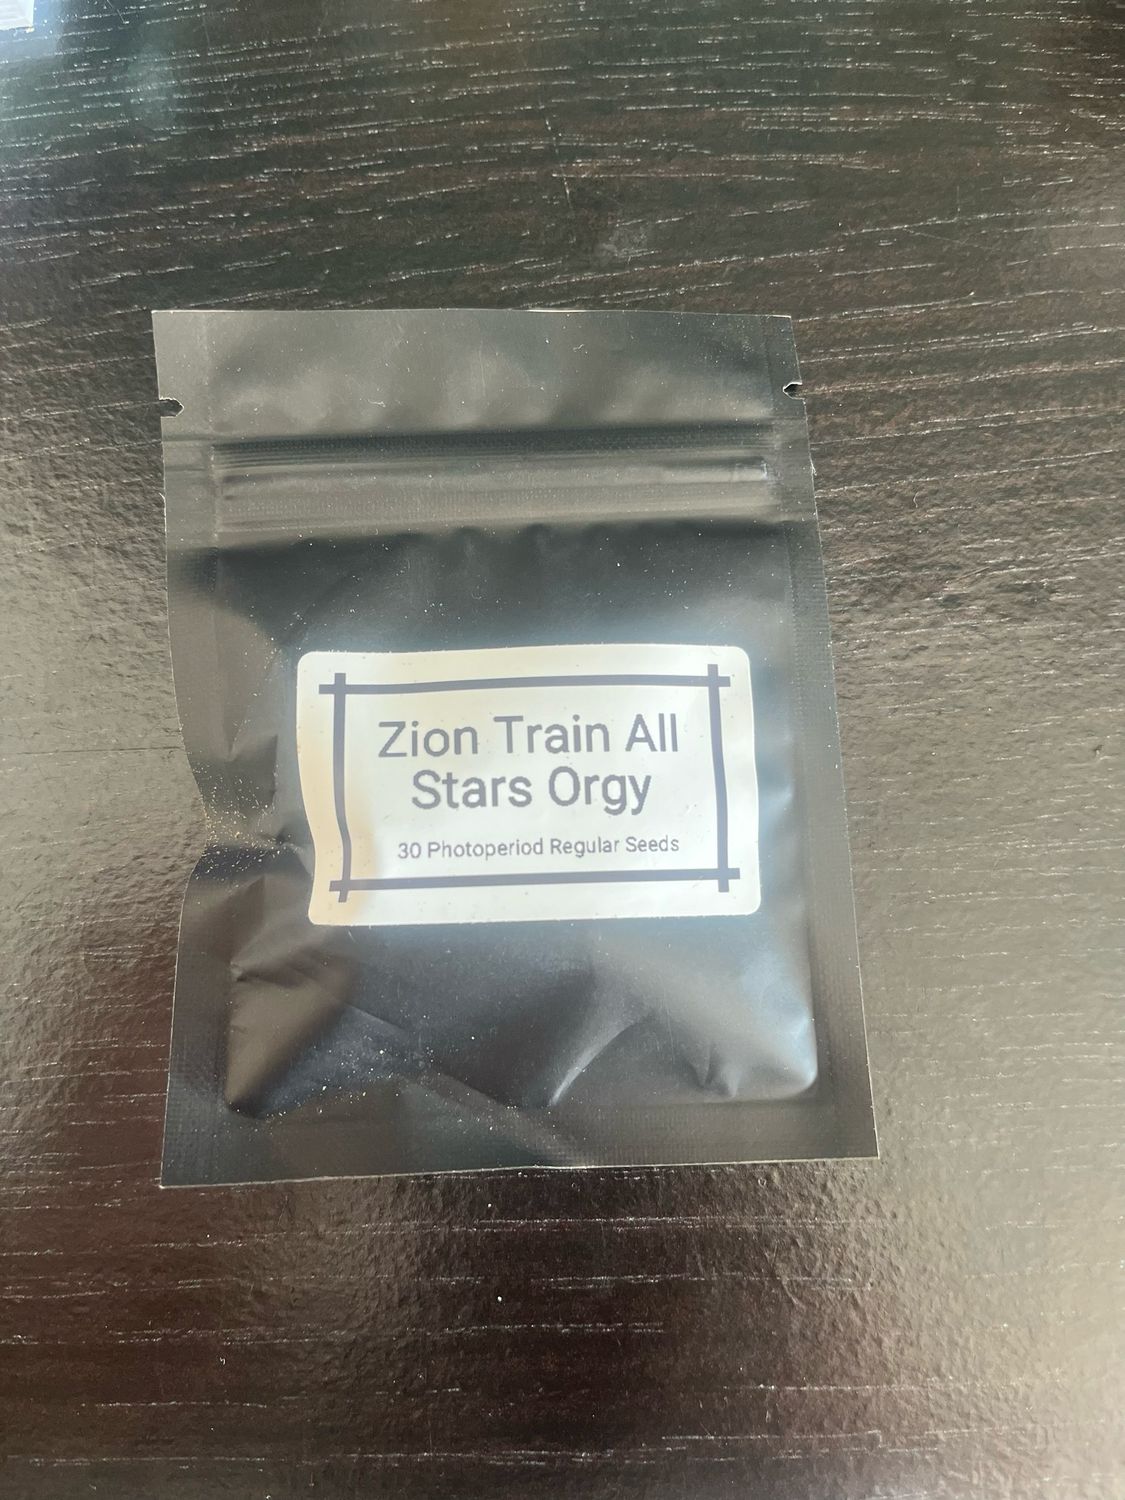 Zion Train All
Stars Orgy
30 Photoperiod Regular Seeds